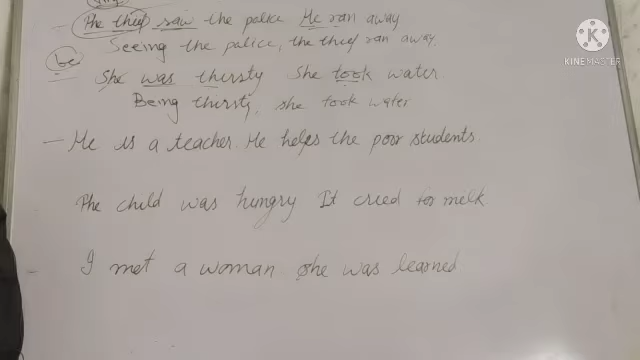 The thief saw the police He ran away
Seeing the police, the thief ran away.
be
She was thirsty She took water
Being thirsty, she took water
- He is a teacher. He helps the poor students.
The child was hungry It cried for milk
- I met a woman she was learned
KINEMASTER